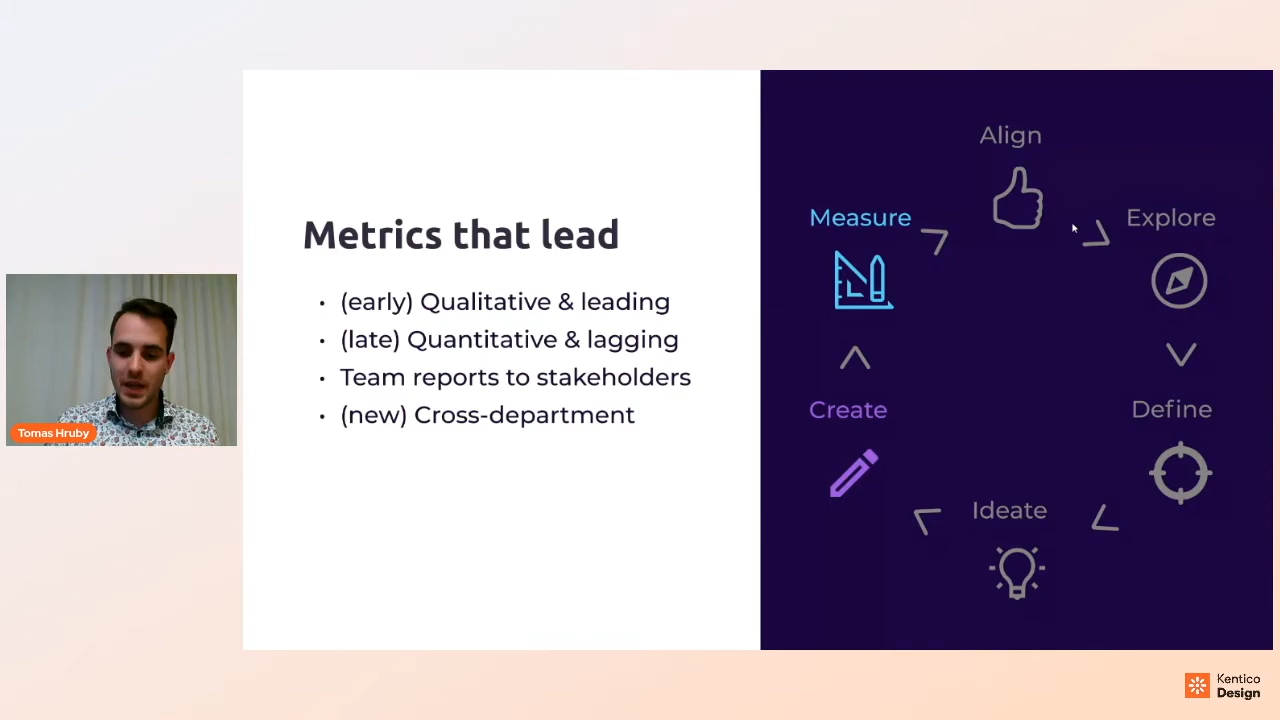 Metrics that lead
• (early) Qualitative & leading
• (late) Quantitative & lagging
• Team reports to stakeholders
• (new) Cross-department
Align
Measure
Explore
Create
Define
Ideate
Tomas Hruby
Kentico
Design